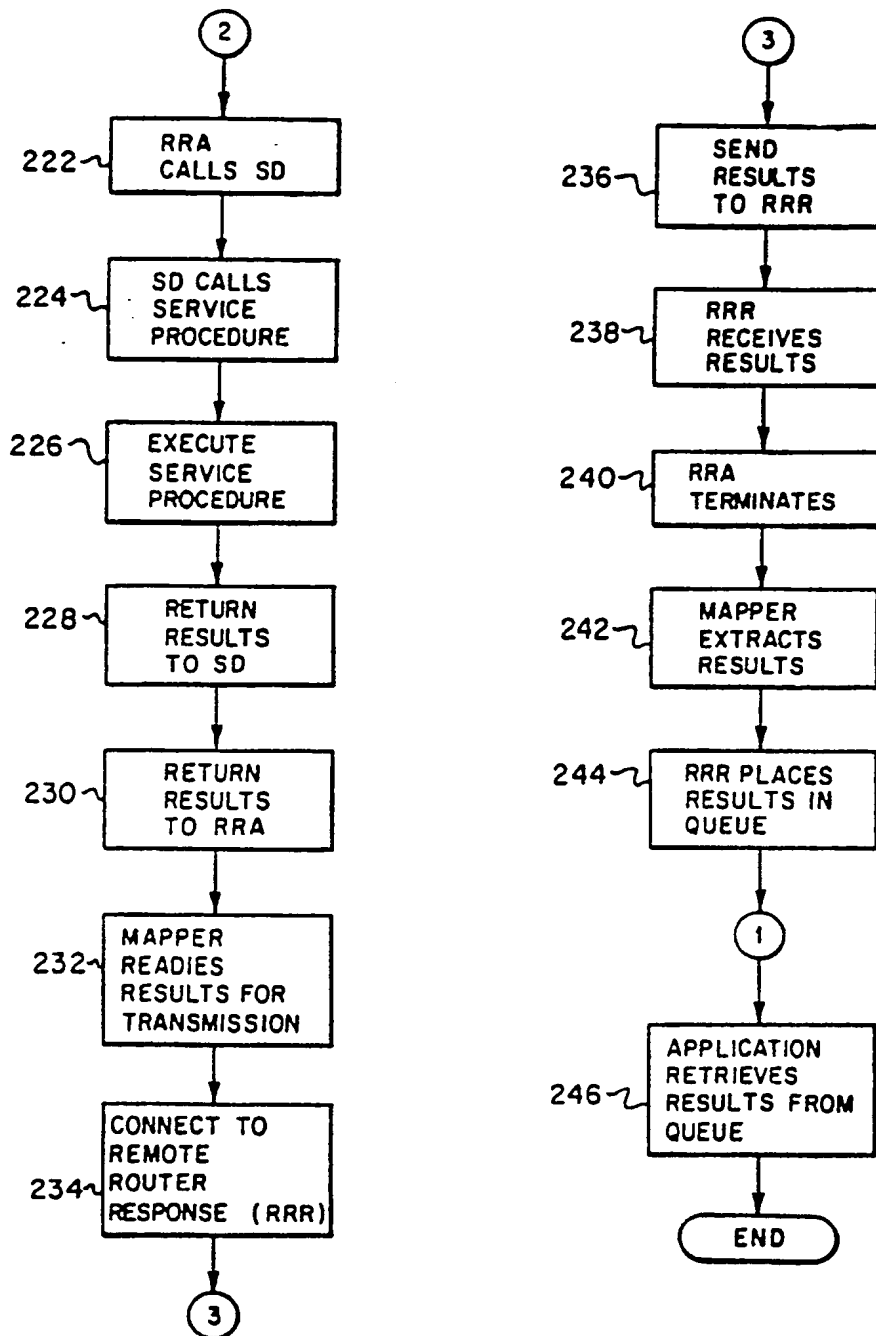 2
222
RRA
CALLS SD
224
SD CALLS
SERVICE
PROCEDURE
226
EXECUTE
SERVICE
PROCEDURE
228
RETURN
RESULTS
TO SD
230
RETURN
RESULTS
TO RRA
232
MAPPER
READIES
RESULTS FOR
TRANSMISSION
234
CONNECT TO
REMOTE
ROUTER
RESPONSE (RRR)
3
3
236
SEND
RESULTS
TO RRR
238
RRR
RECEIVES
RESULTS
240
RRA
TERMINATES
242
MAPPER
EXTRACTS
RESULTS
244
RRR PLACES
RESULTS IN
QUEUE
1
246
APPLICATION
RETRIEVES
RESULTS FROM
QUEUE
END